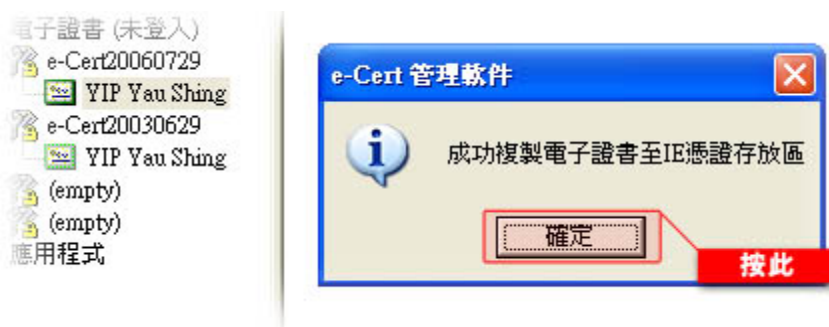 電子證書 (未登入)
e-Cert20060729
YIP Yau Shing
e-Cert20030629
YIP Yau Shing
(empty)
(empty)
應用程式
e-Cert 管理軟件
成功複製電子證書至IE憑證存放區
確定
按此